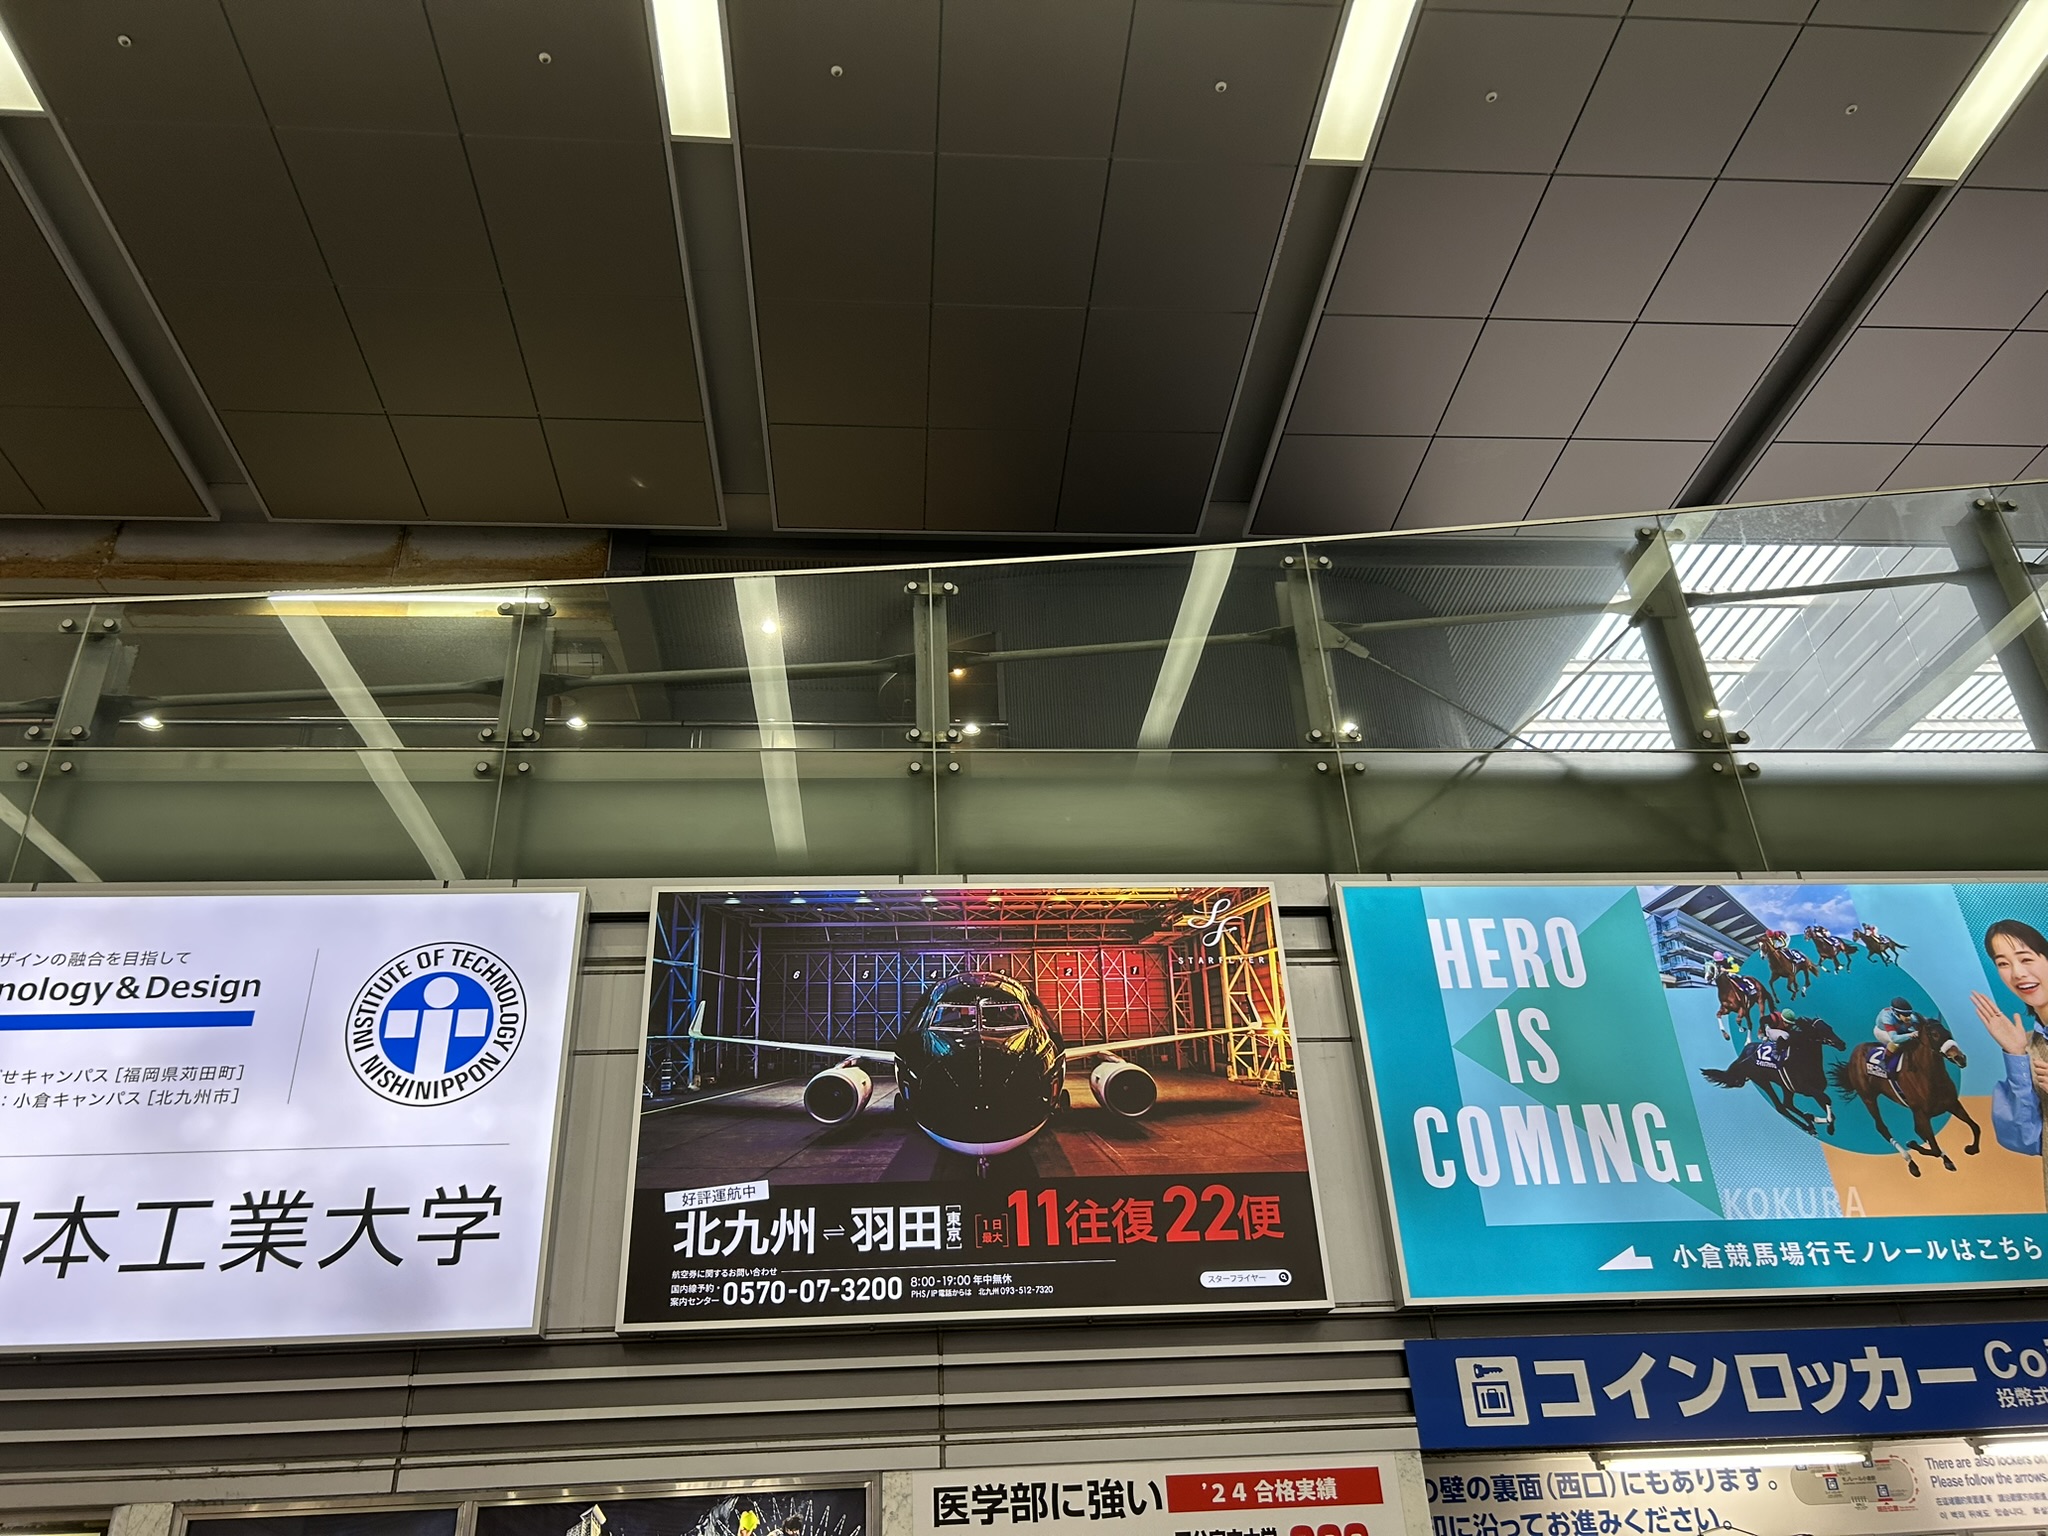 ザインの融合を目指して
nology & Design
せキャンパス [福岡県苅田町]
: 小倉キャンパス [北九州市]
NISHINIPPON INSTITUTE OF TECHNOLOGY
本工業大学
STARFLYER
6 5 4 3 2 1
好評運航中
北九州⇌羽田[東京] [1日最大]11往復22便
航空券に関するお問い合わせ
国内線予約・案内センター 0570-07-3200 8:00-19:00 年中無休
PHS/IP電話からは 北九州 093-512-7320
スターフライヤー
HERO
IS
COMING.
12
2
KOKURA
小倉競馬場行モノレールはこちら
コインロッカー Co
投幣式
の壁の裏面(西口)にもあります。
に沿ってお進みください。
There are also lockers on
Please follow the arrows.
医学部に強い '24 合格実績